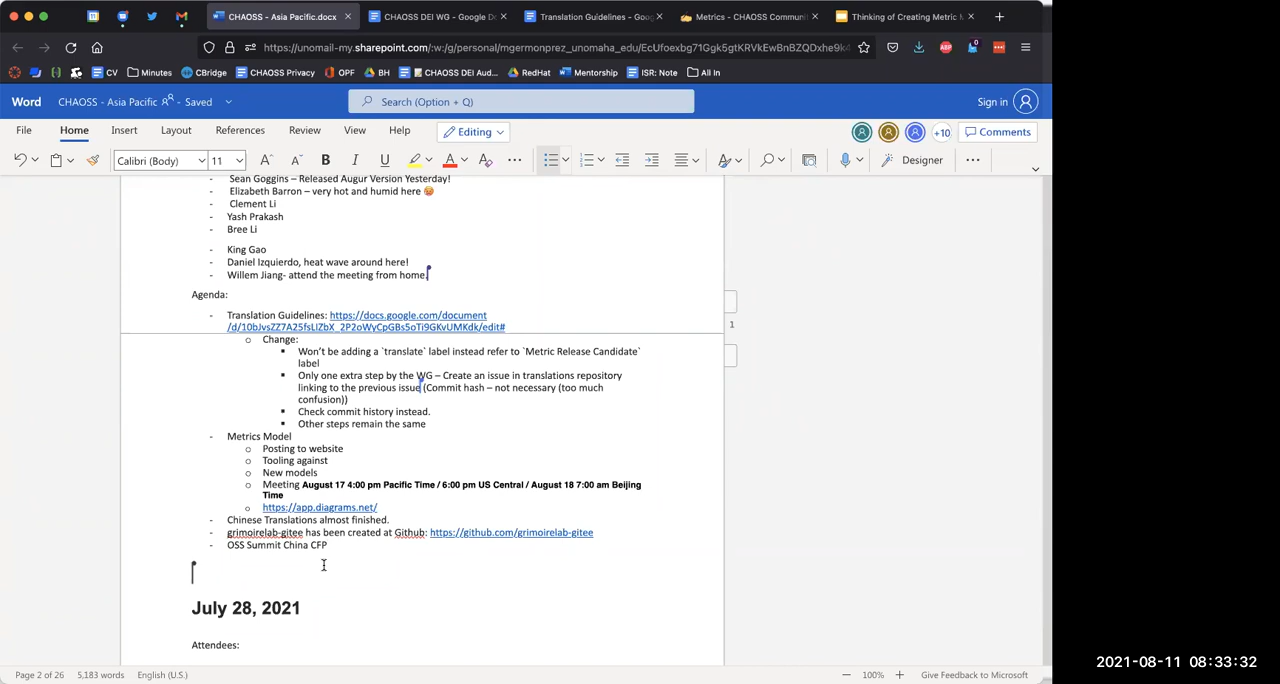 CHAOSS - Asia Pacific.docx
CHAOSS DEI WG - Google Do
Translation Guidelines - Goog
Metrics - CHAOSS Communi
Thinking of Creating Metric M
https://unomail-my.sharepoint.com/:w:/g/personal/mgermonprez_unomaha_edu/EcUfoexbg71Ggk5gtKRVkEwBnBZQDxhe9k4
CV Minutes CBridge CHAOSS Privacy OPF BH CHAOSS DEI Aud... RedHat Mentorship ISR: Note All In
Word CHAOSS - Asia Pacific - Saved Search (Option + Q) Sign in
File Home Insert Layout References Review View Help Editing +10 Comments
Calibri (Body) 11 B I U A Designer
- Sean Goggins – Released Augur Version Yesterday!
- Elizabeth Barron – very hot and humid here 🥵
- Clement Li
- Yash Prakash
- Bree Li
- King Gao
- Daniel Izquierdo, heat wave around here!
- Willem Jiang- attend the meeting from home.
Agenda:
- Translation Guidelines: https://docs.google.com/document
/d/10bJvsZZ7A25fsLIZbX_2P2oWyCpGBs5oTi9GKvUMKdk/edit#
1
o Change:
▪ Won't be adding a `translate` label instead refer to `Metric Release Candidate`
label
▪ Only one extra step by the WG – Create an issue in translations repository
linking to the previous issue (Commit hash – not necessary (too much
confusion))
▪ Check commit history instead.
▪ Other steps remain the same
- Metrics Model
o Posting to website
o Tooling against
o New models
o Meeting August 17 4:00 pm Pacific Time / 6:00 pm US Central / August 18 7:00 am Beijing
Time
o https://app.diagrams.net/
- Chinese Translations almost finished.
- grimoirelab-gitee has been created at Github: https://github.com/grimoirelab-gitee
- OSS Summit China CFP
July 28, 2021
Attendees:
2021-08-11 08:33:32
Page 2 of 26 5,183 words English (U.S.) 100% Give Feedback to Microsoft